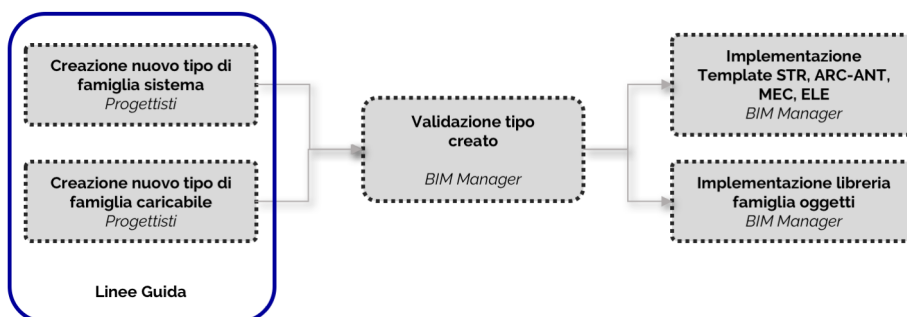 Creazione nuovo tipo di
famiglia sistema
Progettisti
Creazione nuovo tipo di
famiglia caricabile
Progettisti
Linee Guida
Validazione tipo
creato
BIM Manager
Implementazione
Template STR, ARC-ANT,
MEC, ELE
BIM Manager
Implementazione libreria
famiglia oggetti
BIM Manager